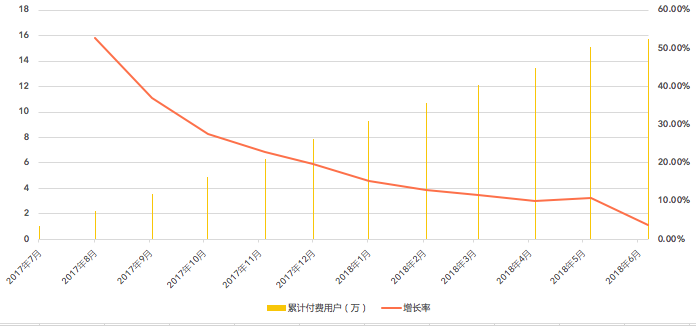 18
16
14
12
10
8
6
4
2
0
60.00%
50.00%
40.00%
30.00%
20.00%
10.00%
0.00%
2017年7月
2017年8月
2017年9月
2017年10月
2017年11月
2017年12月
2018年1月
2018年2月
2018年3月
2018年4月
2018年5月
2018年6月
累计付费用户（万） 增长率